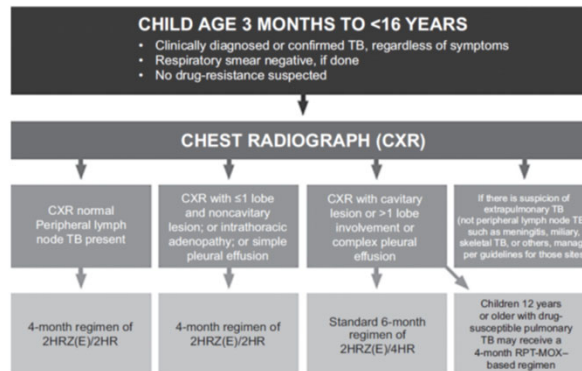 CHILD AGE 3 MONTHS TO <16 YEARS
• Clinically diagnosed or confirmed TB, regardless of symptoms
• Respiratory smear negative, if done
• No drug-resistance suspected
CHEST RADIOGRAPH (CXR)
CXR normal
Peripheral lymph
node TB present
CXR with ≤1 lobe
and noncavitary
lesion; or intrathoracic
adenopathy; or simple
pleural effusion
CXR with cavitary
lesion or >1 lobe
involvement or
complex pleural
effusion
If there is suspicion of
extrapulmonary TB
(not peripheral lymph node TB)
such as meningitis, miliary,
skeletal TB, or others, manage
per guidelines for those sites
4-month regimen of
2HRZ(E)/2HR
4-month regimen of
2HRZ(E)/2HR
Standard 6-month
regimen of
2HRZ(E)/4HR
Children 12 years
or older with drug-
susceptible pulmonary
TB may receive a
4-month RPT-MOX–
based regimen